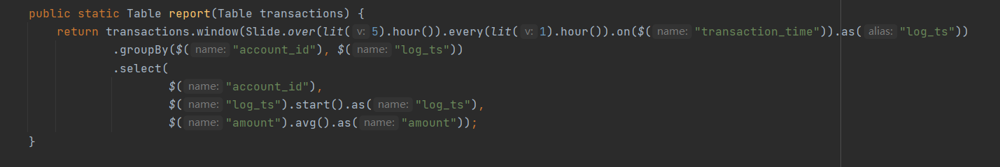 public static Table report(Table transactions) {
    return transactions.window(Slide.over(lit( v: 5).hour()).every(lit( v: 1).hour()).on($( name: "transaction_time")).as( alias: "log_ts"))
            .groupBy($( name: "account_id"), $( name: "log_ts"))
            .select(
                    $( name: "account_id"),
                    $( name: "log_ts").start().as( name: "log_ts"),
                    $( name: "amount").avg().as( name: "amount"));
}